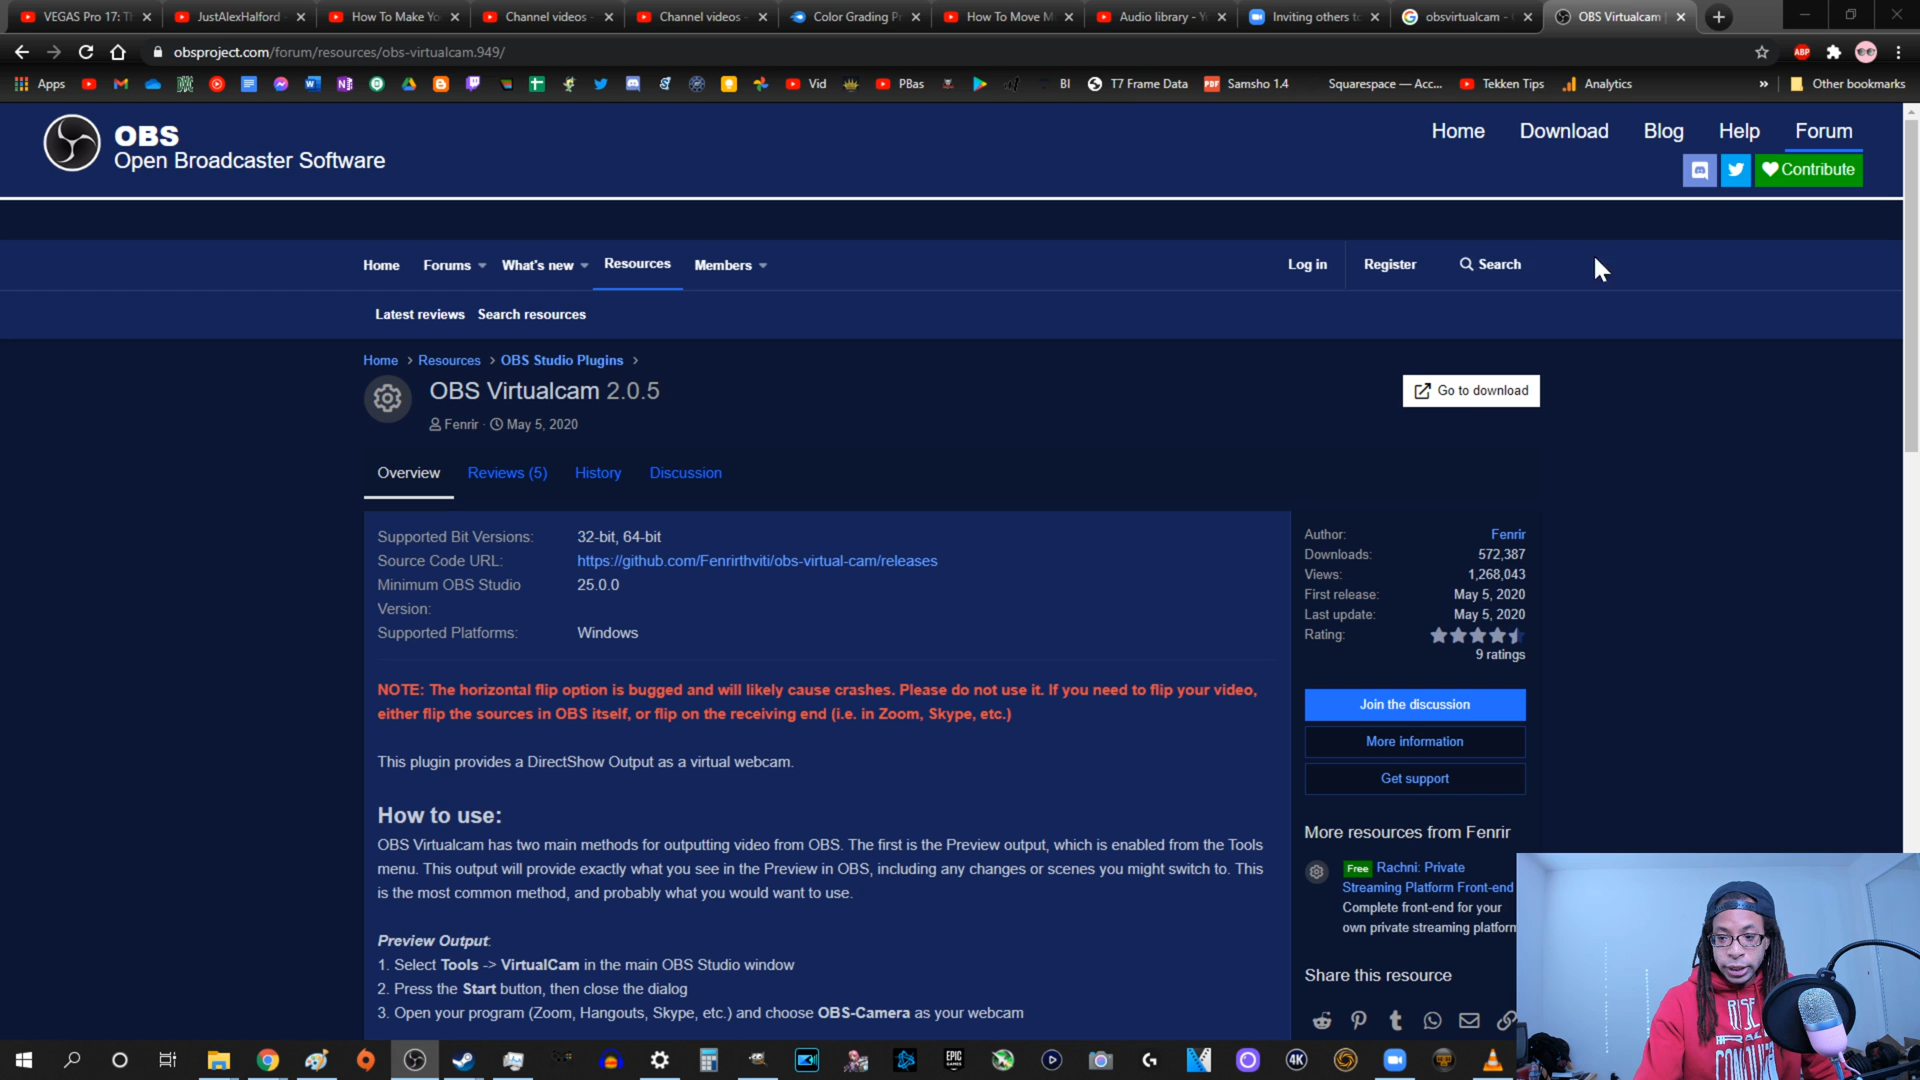 VEGAS Pro 17: Th
JustAlexHalford -
How To Make Yo
Channel videos -
Channel videos -
Color Grading Pr
How To Move M
Audio library - Y
Inviting others to
obsvirtualcam -
OBS Virtualcam
obsproject.com/forum/resources/obs-virtualcam.949/
ABP
Apps
Vid
PBas
BI
T7 Frame Data
Samsho 1.4
Squarespace — Acc...
Tekken Tips
Analytics
»
Other bookmarks
OBS
Open Broadcaster Software
Home Download Blog Help Forum
Contribute
Home Forums What's new Resources Members Log in Register Search
Latest reviews Search resources
Home > Resources > OBS Studio Plugins >
OBS Virtualcam 2.0.5
Go to download
Fenrir · May 5, 2020
Overview Reviews (5) History Discussion
Supported Bit Versions: 32-bit, 64-bit
Source Code URL: https://github.com/Fenrirthviti/obs-virtual-cam/releases
Minimum OBS Studio 25.0.0
Version:
Supported Platforms: Windows
NOTE: The horizontal flip option is bugged and will likely cause crashes. Please do not use it. If you need to flip your video,
either flip the sources in OBS itself, or flip on the receiving end (i.e. in Zoom, Skype, etc.)
This plugin provides a DirectShow Output as a virtual webcam.
How to use:
OBS Virtualcam has two main methods for outputting video from OBS. The first is the Preview output, which is enabled from the Tools
menu. This output will provide exactly what you see in the Preview in OBS, including any changes or scenes you might switch to. This
is the most common method, and probably what you would want to use.
Preview Output:
1. Select Tools -> VirtualCam in the main OBS Studio window
2. Press the Start button, then close the dialog
3. Open your program (Zoom, Hangouts, Skype, etc.) and choose OBS-Camera as your webcam
Author: Fenrir
Downloads: 572,387
Views: 1,268,043
First release: May 5, 2020
Last update: May 5, 2020
Rating:
9 ratings
Join the discussion
More information
Get support
More resources from Fenrir
Free Rachni: Private
Streaming Platform Front-end
Complete front-end for your
own private streaming platform
Share this resource
RISE
EPIC
GAMES
4K